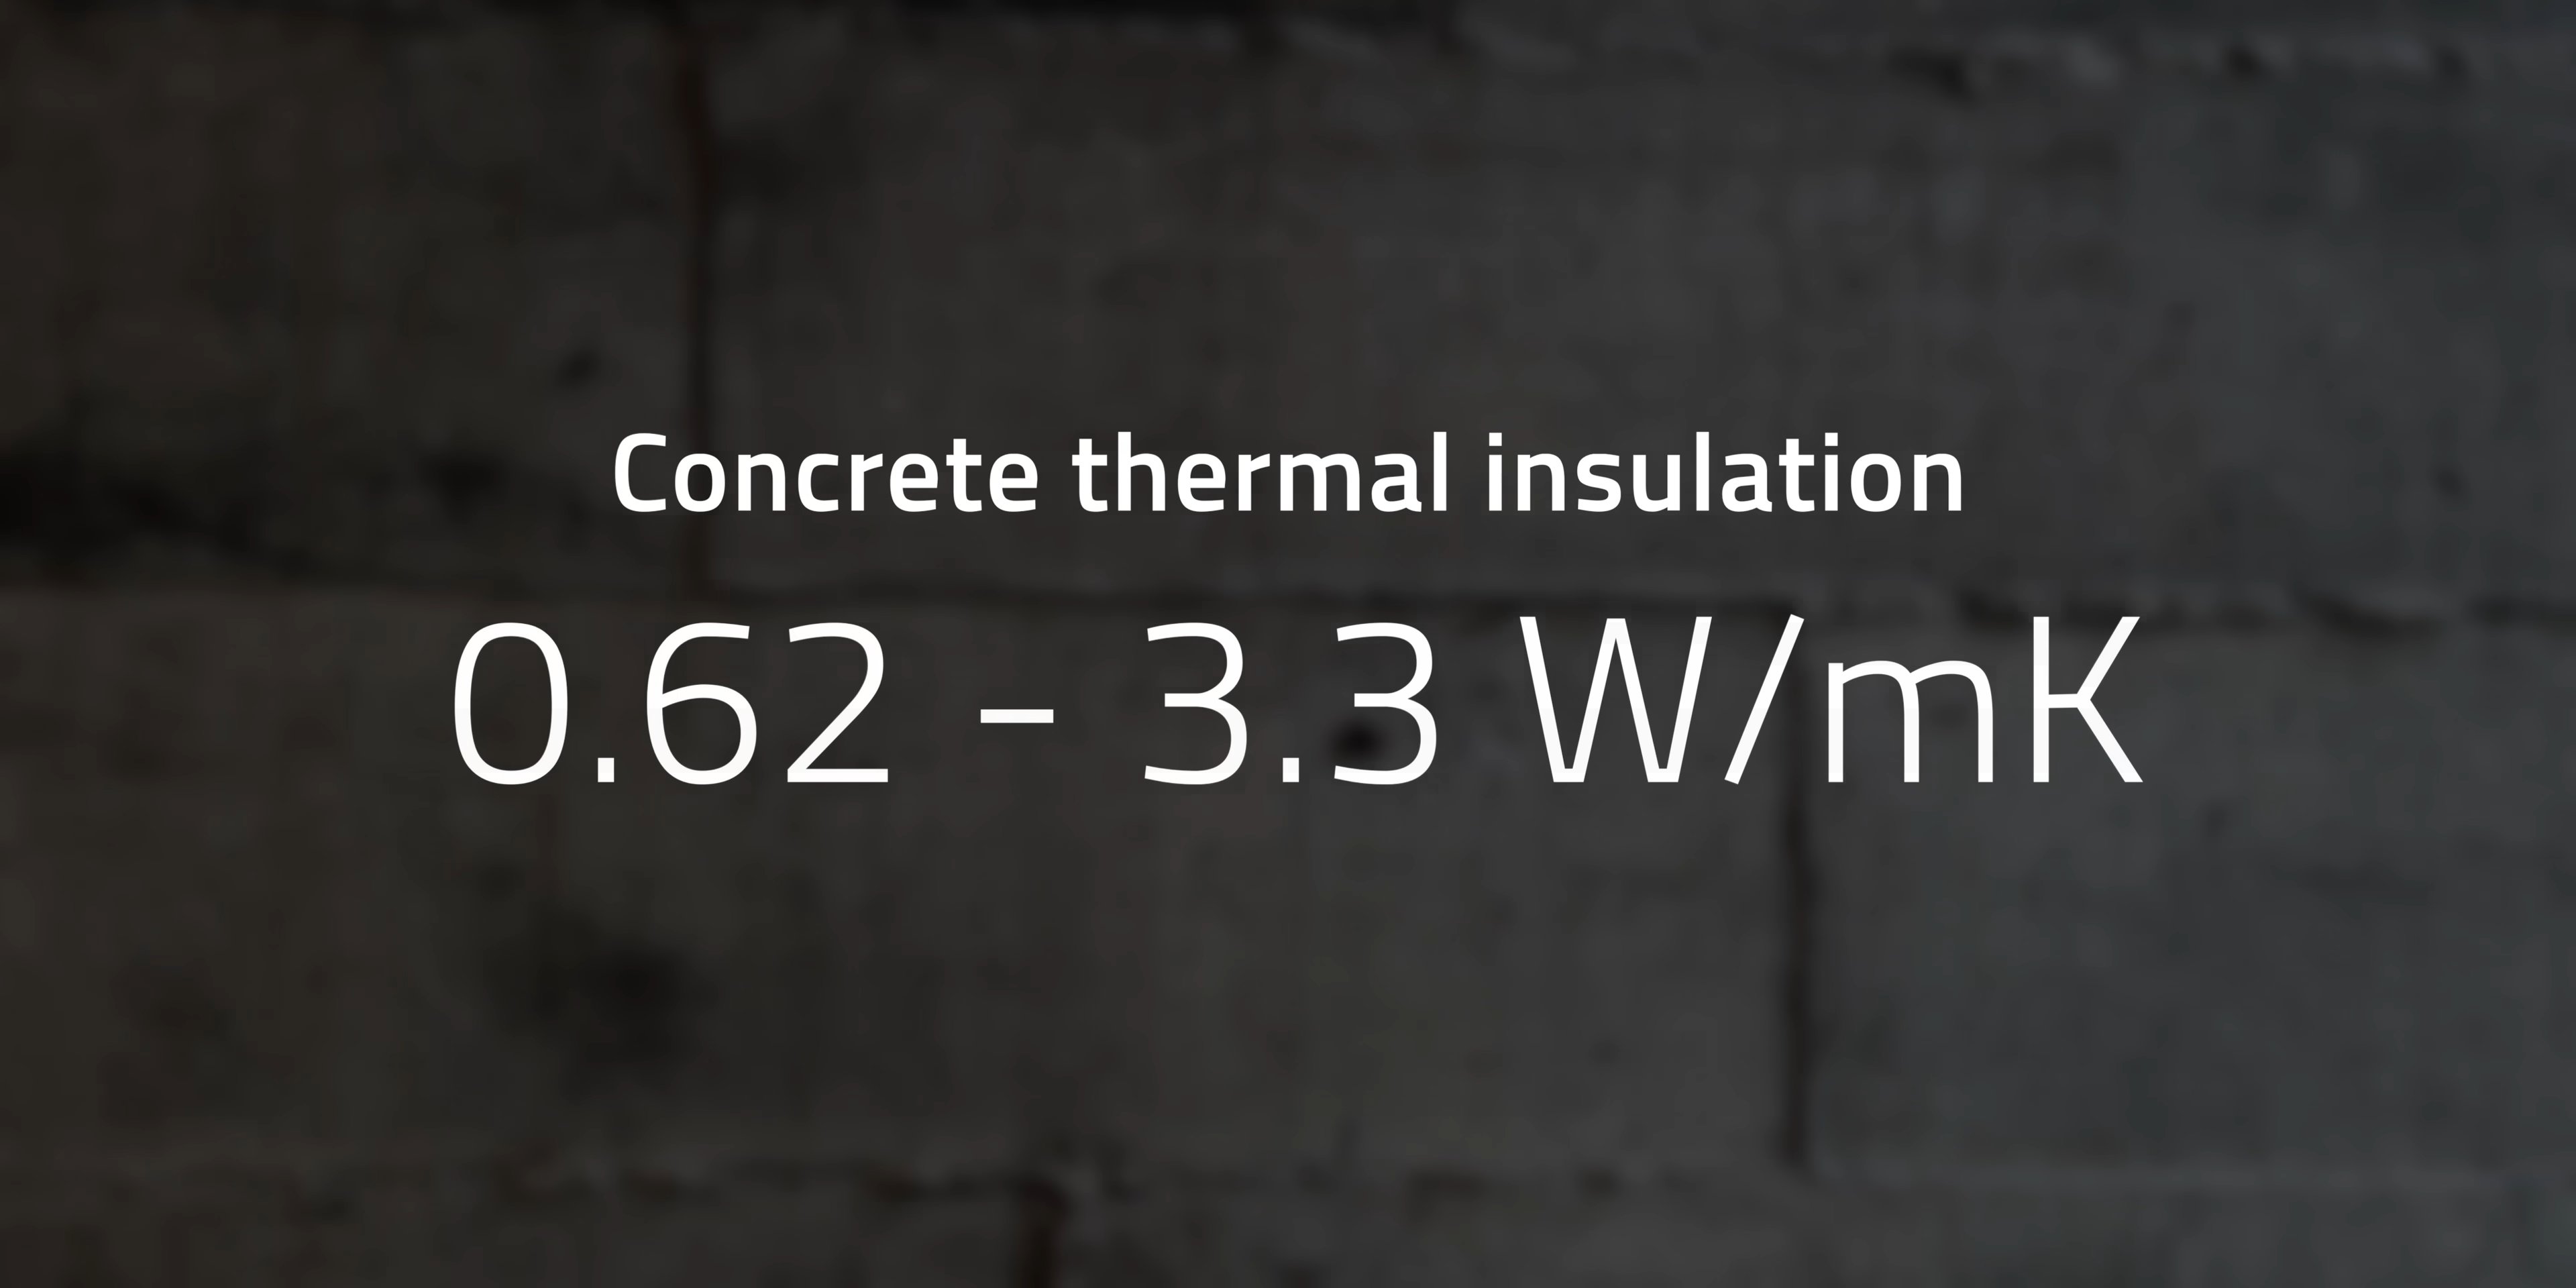 Concrete thermal insulation
0.62 - 3.3 W/mK